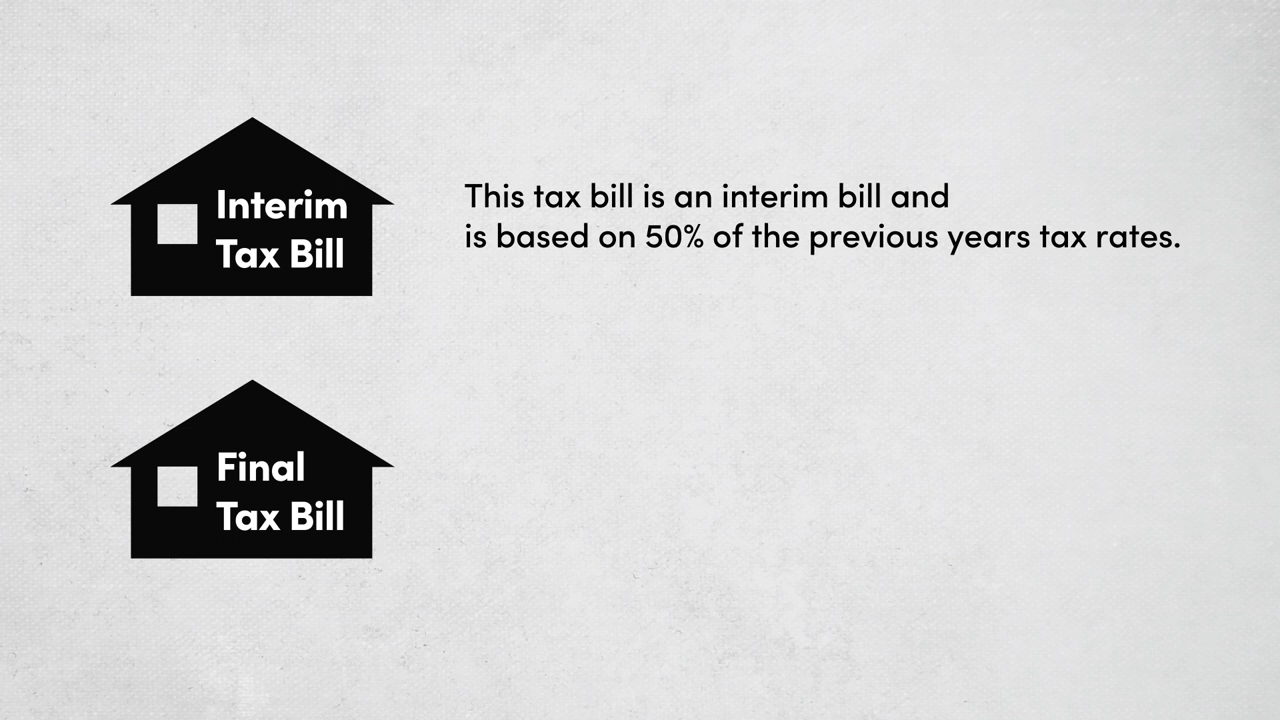 Interim
Tax Bill
This tax bill is an interim bill and
is based on 50% of the previous years tax rates.
Final
Tax Bill